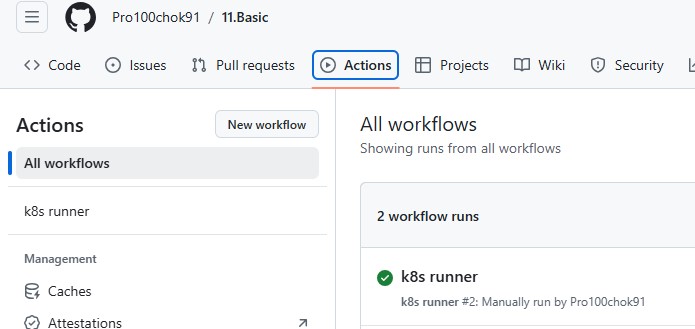 Pro100chok91 / 11.Basic
Code Issues Pull requests Actions Projects Wiki Security
Actions
New workflow
All workflows
k8s runner
Management
Caches
Attestations
All workflows
Showing runs from all workflows
2 workflow runs
k8s runner
k8s runner #2: Manually run by Pro100chok91